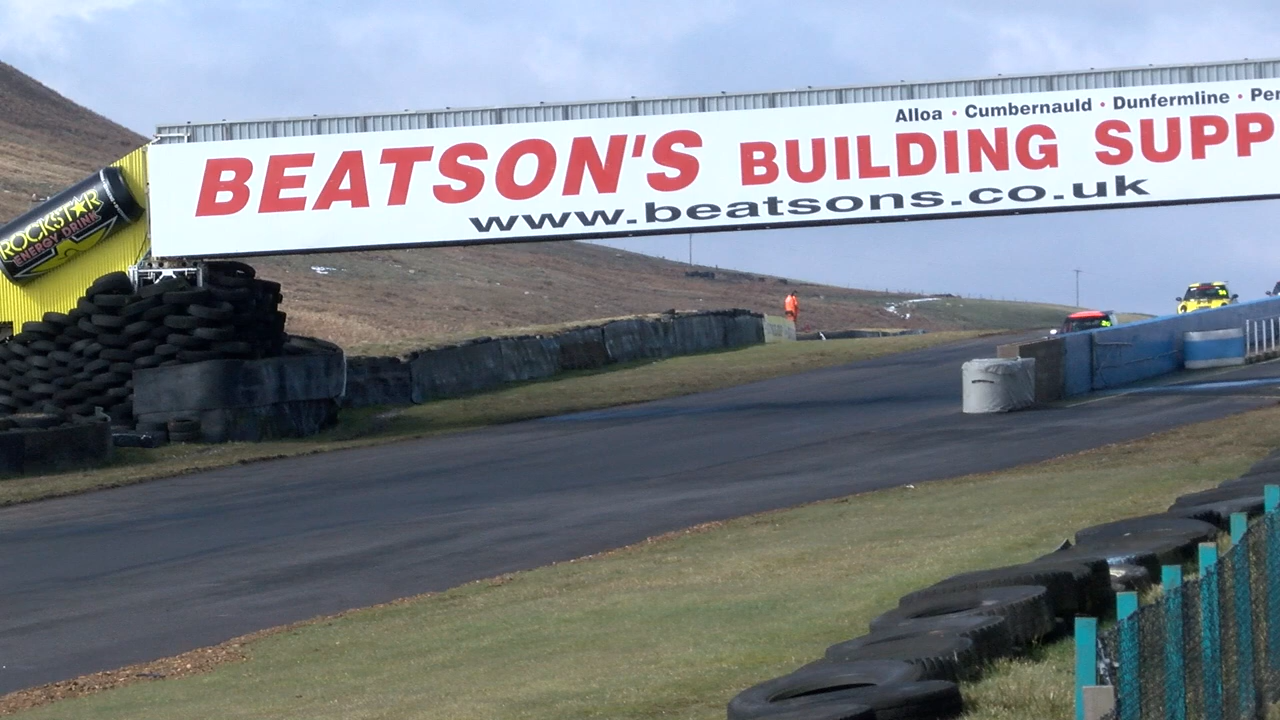 Alloa • Cumbernauld • Dunfermline • Per
BEATSON'S BUILDING SUPP
www.beatsons.co.uk
ROCKSTAR
ENERGY DRINK